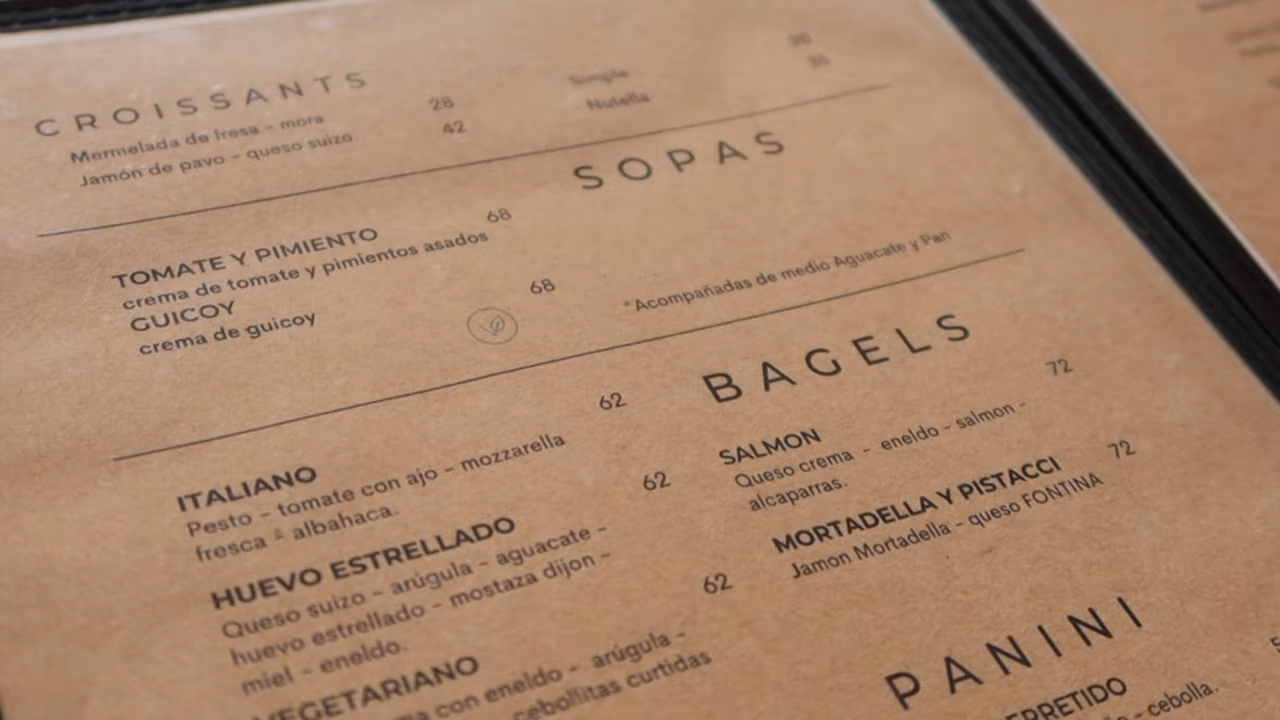 CROISSANTS
Mermelada de fresa - mora 28
Jamón de pavo - queso suizo 42
Simple
Nutella
SOPAS
TOMATE Y PIMIENTO 68
crema de tomate y pimientos asados
GUICOY 68
crema de guicoy
*Acompañadas de medio Aguacate y Pan
BAGELS
ITALIANO 62
Pesto - tomate con ajo - mozzarella
fresca - albahaca.
HUEVO ESTRELLADO 62
Queso suizo - arúgula - aguacate -
huevo estrellado - mostaza dijon -
miel - eneldo.
VEGETARIANO 62
con eneldo - arúgula -
cebollitas curtidas
SALMON 72
Queso crema - eneldo - salmon -
alcaparras.
MORTADELLA Y PISTACCI 72
Jamon Mortadella - queso FONTINA
PANINI
- cebolla.